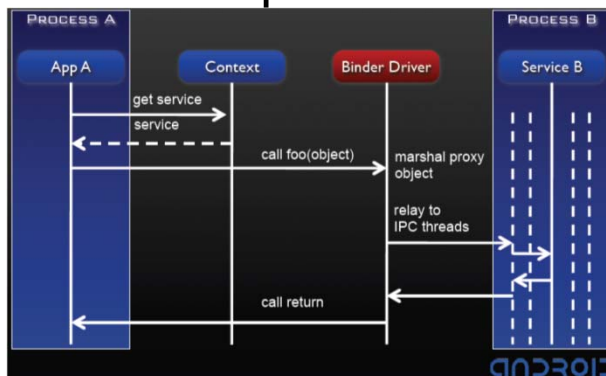 PROCESS A
PROCESS B
App A
Context
Binder Driver
Service B
get service
service
call foo(object)
marshal proxy
object
relay to
IPC threads
call return
ANDROID